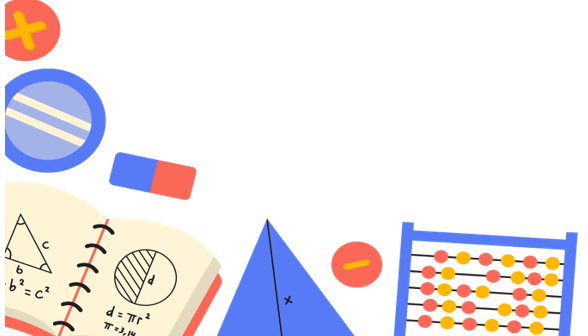 c
b
b² = c²
d
d = πr²
π=3,14
x